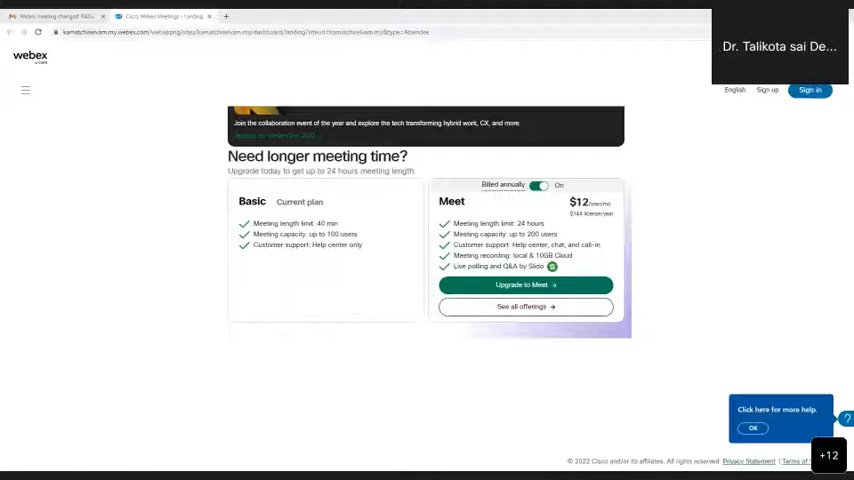 Webex meeting changed:
Cisco Webex Meetings - Landing
Dr. Talikota sai De...
webex
by CISCO
English
Sign up
Sign in
Join the collaboration event of the year and explore the tech transforming hybrid work, CX, and more.
Need longer meeting time?
Upgrade today to get up to 24 hours meeting length.
Billed annually On
Basic Current plan
Meeting length limit: 40 min
Meeting capacity: up to 100 users
Customer support: Help center only
Meet
$12
$144 license/year
Meeting length limit: 24 hours
Meeting capacity: up to 200 users
Customer support: Help center, chat, and call-in
Meeting recording: local & 10GB Cloud
Live polling and Q&A by Slido
S
Upgrade to Meet →
See all offerings →
Click here for more help.
OK
?
© 2022 Cisco and/or its affiliates. All rights reserved. Privacy Statement | Terms of
+12